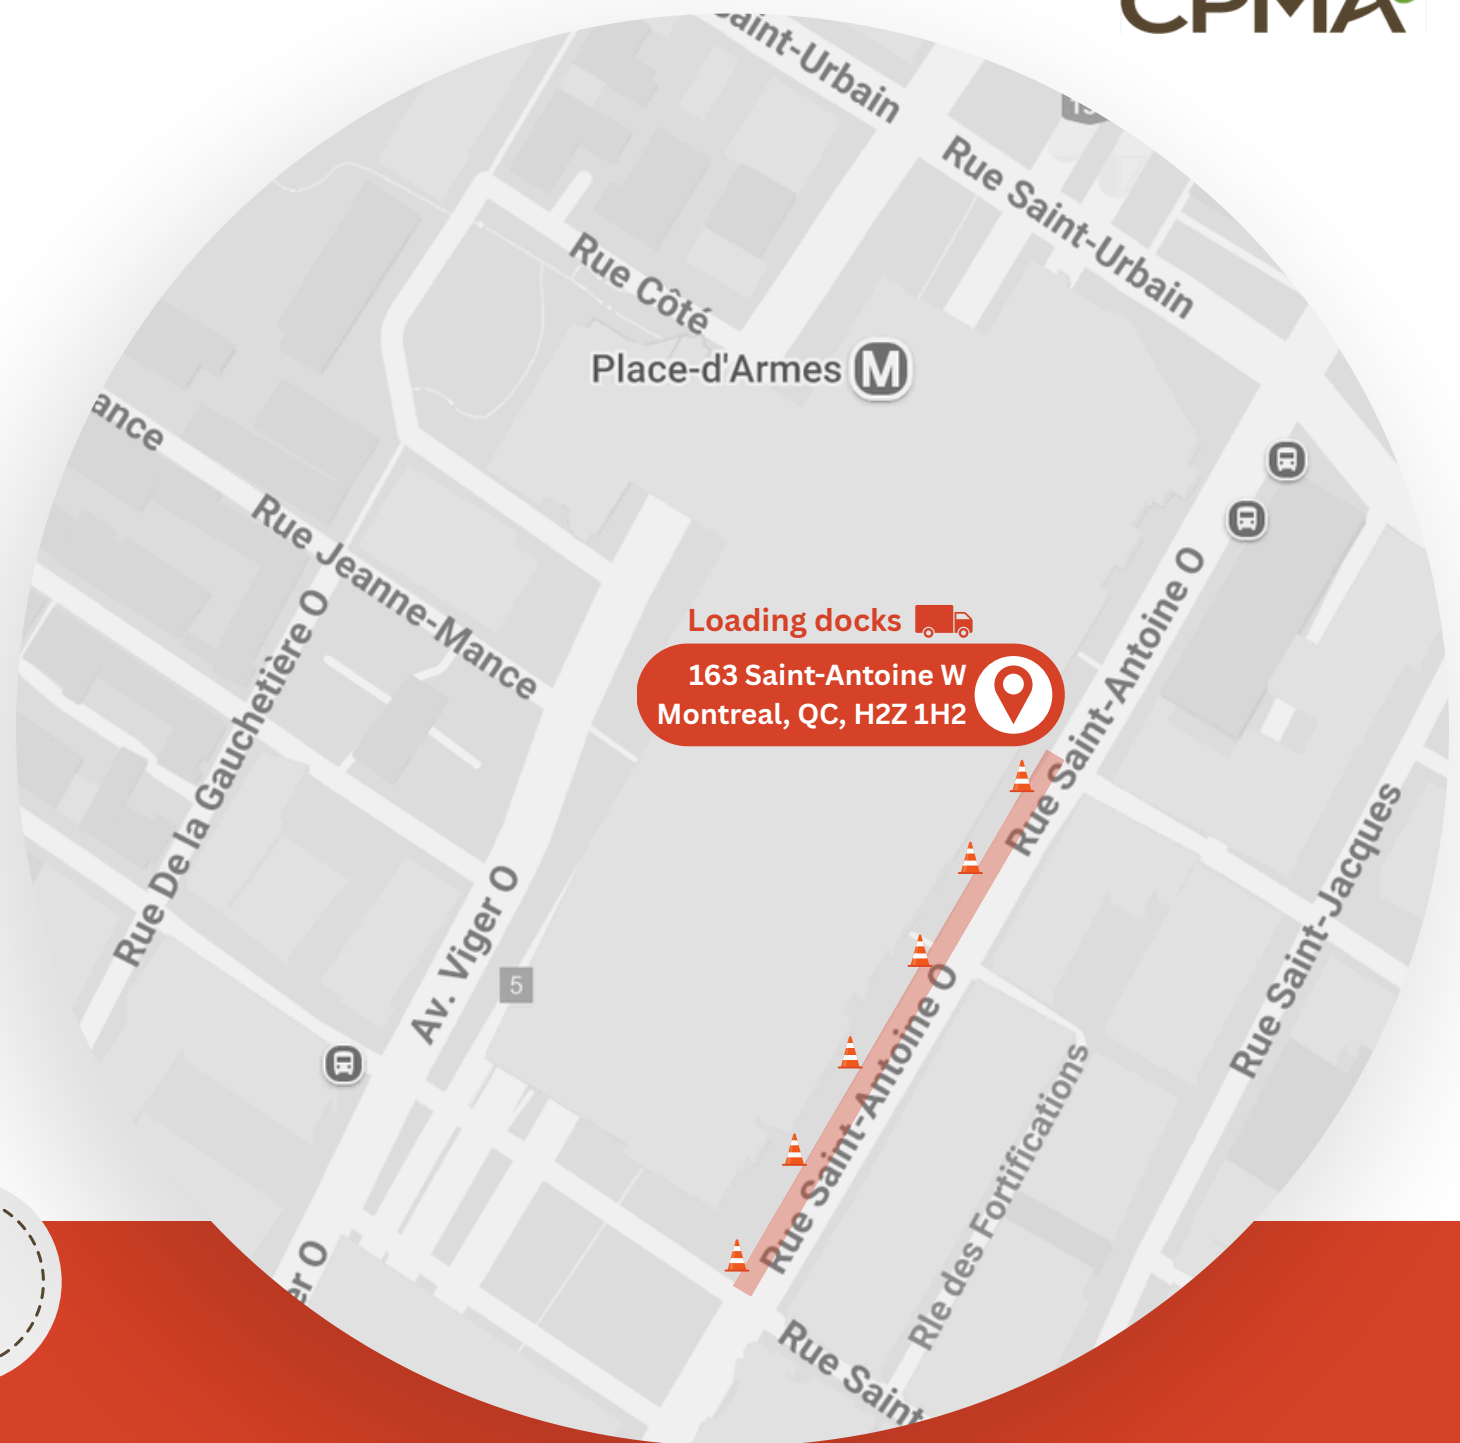 CPMA
aint-Urbain
Rue Saint-Urbain
Rue Côté
Place-d'Armes M
ance
Rue Jeanne-Mance
Rue De la Gauchetière O
Loading docks
163 Saint-Antoine W
Montreal, QC, H2Z 1H2
Rue Saint-Antoine O
Rue Saint-Jacques
Av. Viger O
5
Rue Saint-Antoine O
Rle des Fortifications
er O
Rue Saint